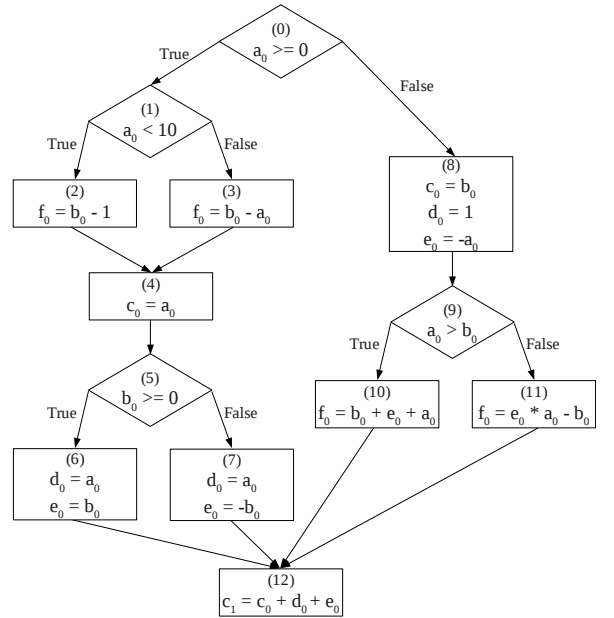 (0)
a₀ >= 0
True
False
(1)
a₀ < 10
True
False
(2)
f₀ = b₀ - 1
(3)
f₀ = b₀ - a₀
(8)
c₀ = b₀
d₀ = 1
e₀ = -a₀
(4)
c₀ = a₀
(9)
a₀ > b₀
True
False
(5)
b₀ >= 0
True
False
(10)
f₀ = b₀ + e₀ + a₀
(11)
f₀ = e₀ * a₀ - b₀
(6)
d₀ = a₀
e₀ = b₀
(7)
d₀ = a₀
e₀ = -b₀
(12)
c₁ = c₀ + d₀ + e₀